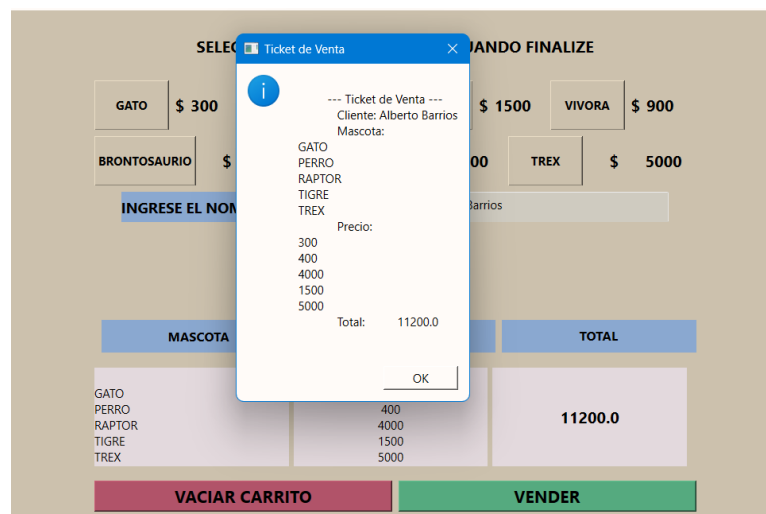 SELE
UANDO FINALIZE
Ticket de Venta
GATO $ 300
$ 1500 VIVORA $ 900
BRONTOSAURIO $
00 TREX $ 5000
INGRESE EL NOM
Barrios
--- Ticket de Venta ---
Cliente: Alberto Barrios
Mascota:
GATO
PERRO
RAPTOR
TIGRE
TREX
Precio:
300
400
4000
1500
5000
Total: 11200.0
OK
MASCOTA
TOTAL
GATO
PERRO 400
RAPTOR 4000
TIGRE 1500
TREX 5000
11200.0
VACIAR CARRITO
VENDER